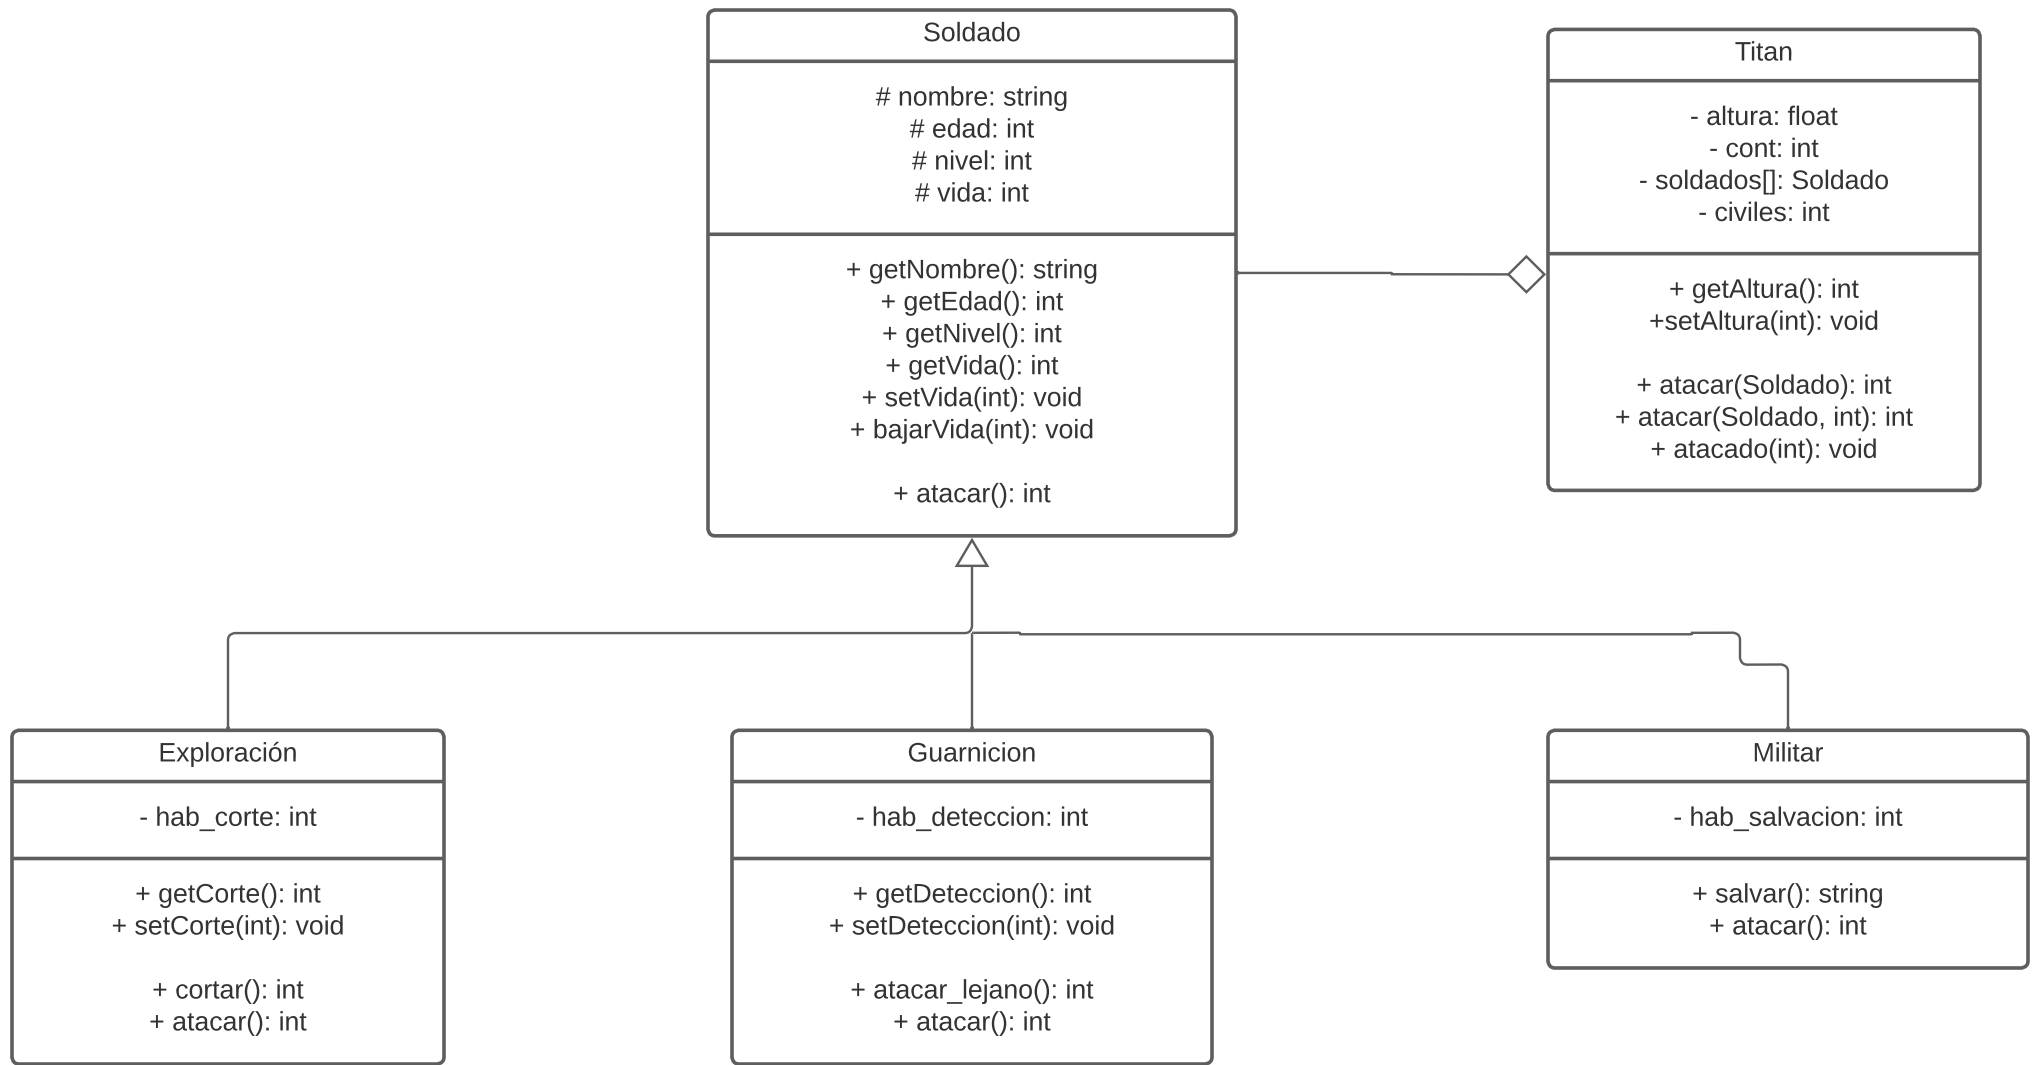 Soldado
# nombre: string
# edad: int
# nivel: int
# vida: int
+ getNombre(): string
+ getEdad(): int
+ getNivel(): int
+ getVida(): int
+ setVida(int): void
+ bajarVida(int): void
+ atacar(): int
Titan
- altura: float
- cont: int
- soldados[]: Soldado
- civiles: int
+ getAltura(): int
+setAltura(int): void
+ atacar(Soldado): int
+ atacar(Soldado, int): int
+ atacado(int): void
Exploración
- hab_corte: int
+ getCorte(): int
+ setCorte(int): void
+ cortar(): int
+ atacar(): int
Guarnicion
- hab_deteccion: int
+ getDeteccion(): int
+ setDeteccion(int): void
+ atacar_lejano(): int
+ atacar(): int
Militar
- hab_salvacion: int
+ salvar(): string
+ atacar(): int